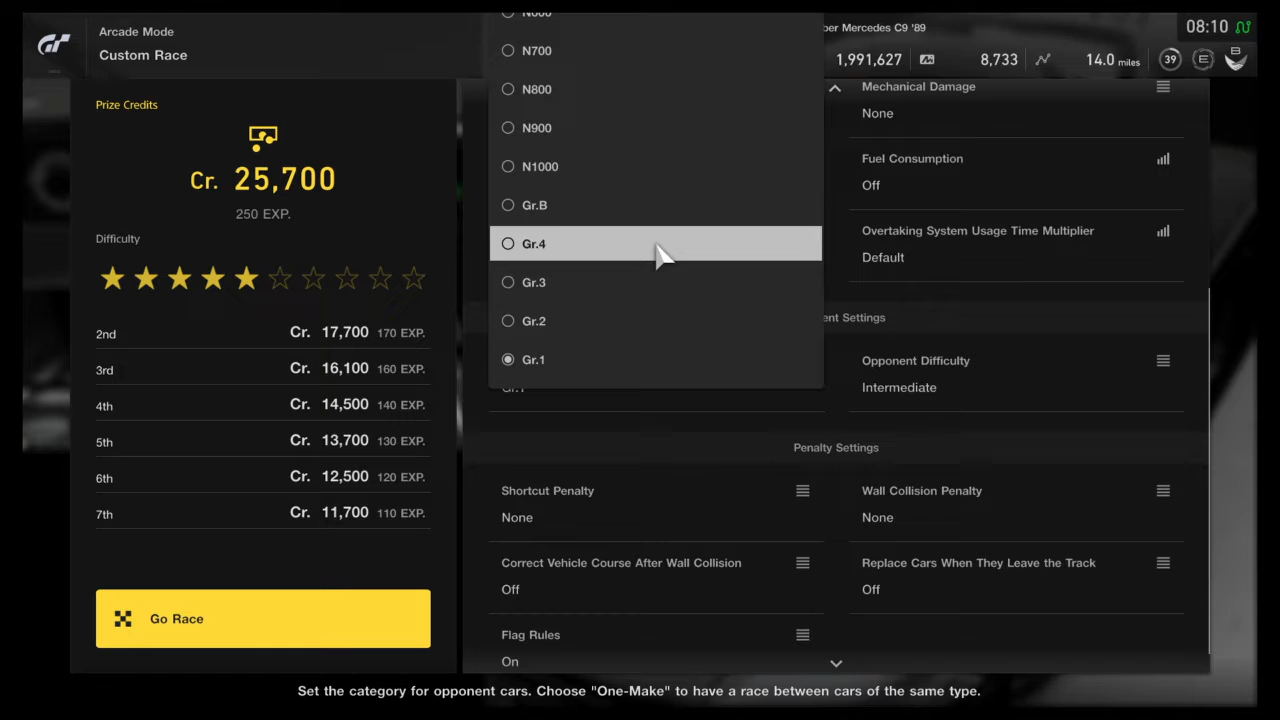 Arcade Mode
Custom Race
Mercedes C9 '89
08:10
1,991,627
8,733
14.0 miles
39
E
B
Prize Credits
Cr. 25,700
250 EXP.
Difficulty
2nd Cr. 17,700 170 EXP.
3rd Cr. 16,100 160 EXP.
4th Cr. 14,500 140 EXP.
5th Cr. 13,700 130 EXP.
6th Cr. 12,500 120 EXP.
7th Cr. 11,700 110 EXP.
Go Race
N700
N800
N900
N1000
Gr.B
Gr.4
Gr.3
Gr.2
Gr.1
Mechanical Damage
None
Fuel Consumption
Off
Overtaking System Usage Time Multiplier
Default
Settings
Opponent Difficulty
Intermediate
Penalty Settings
Shortcut Penalty
None
Wall Collision Penalty
None
Correct Vehicle Course After Wall Collision
Off
Replace Cars When They Leave the Track
Off
Flag Rules
On
Set the category for opponent cars. Choose "One-Make" to have a race between cars of the same type.